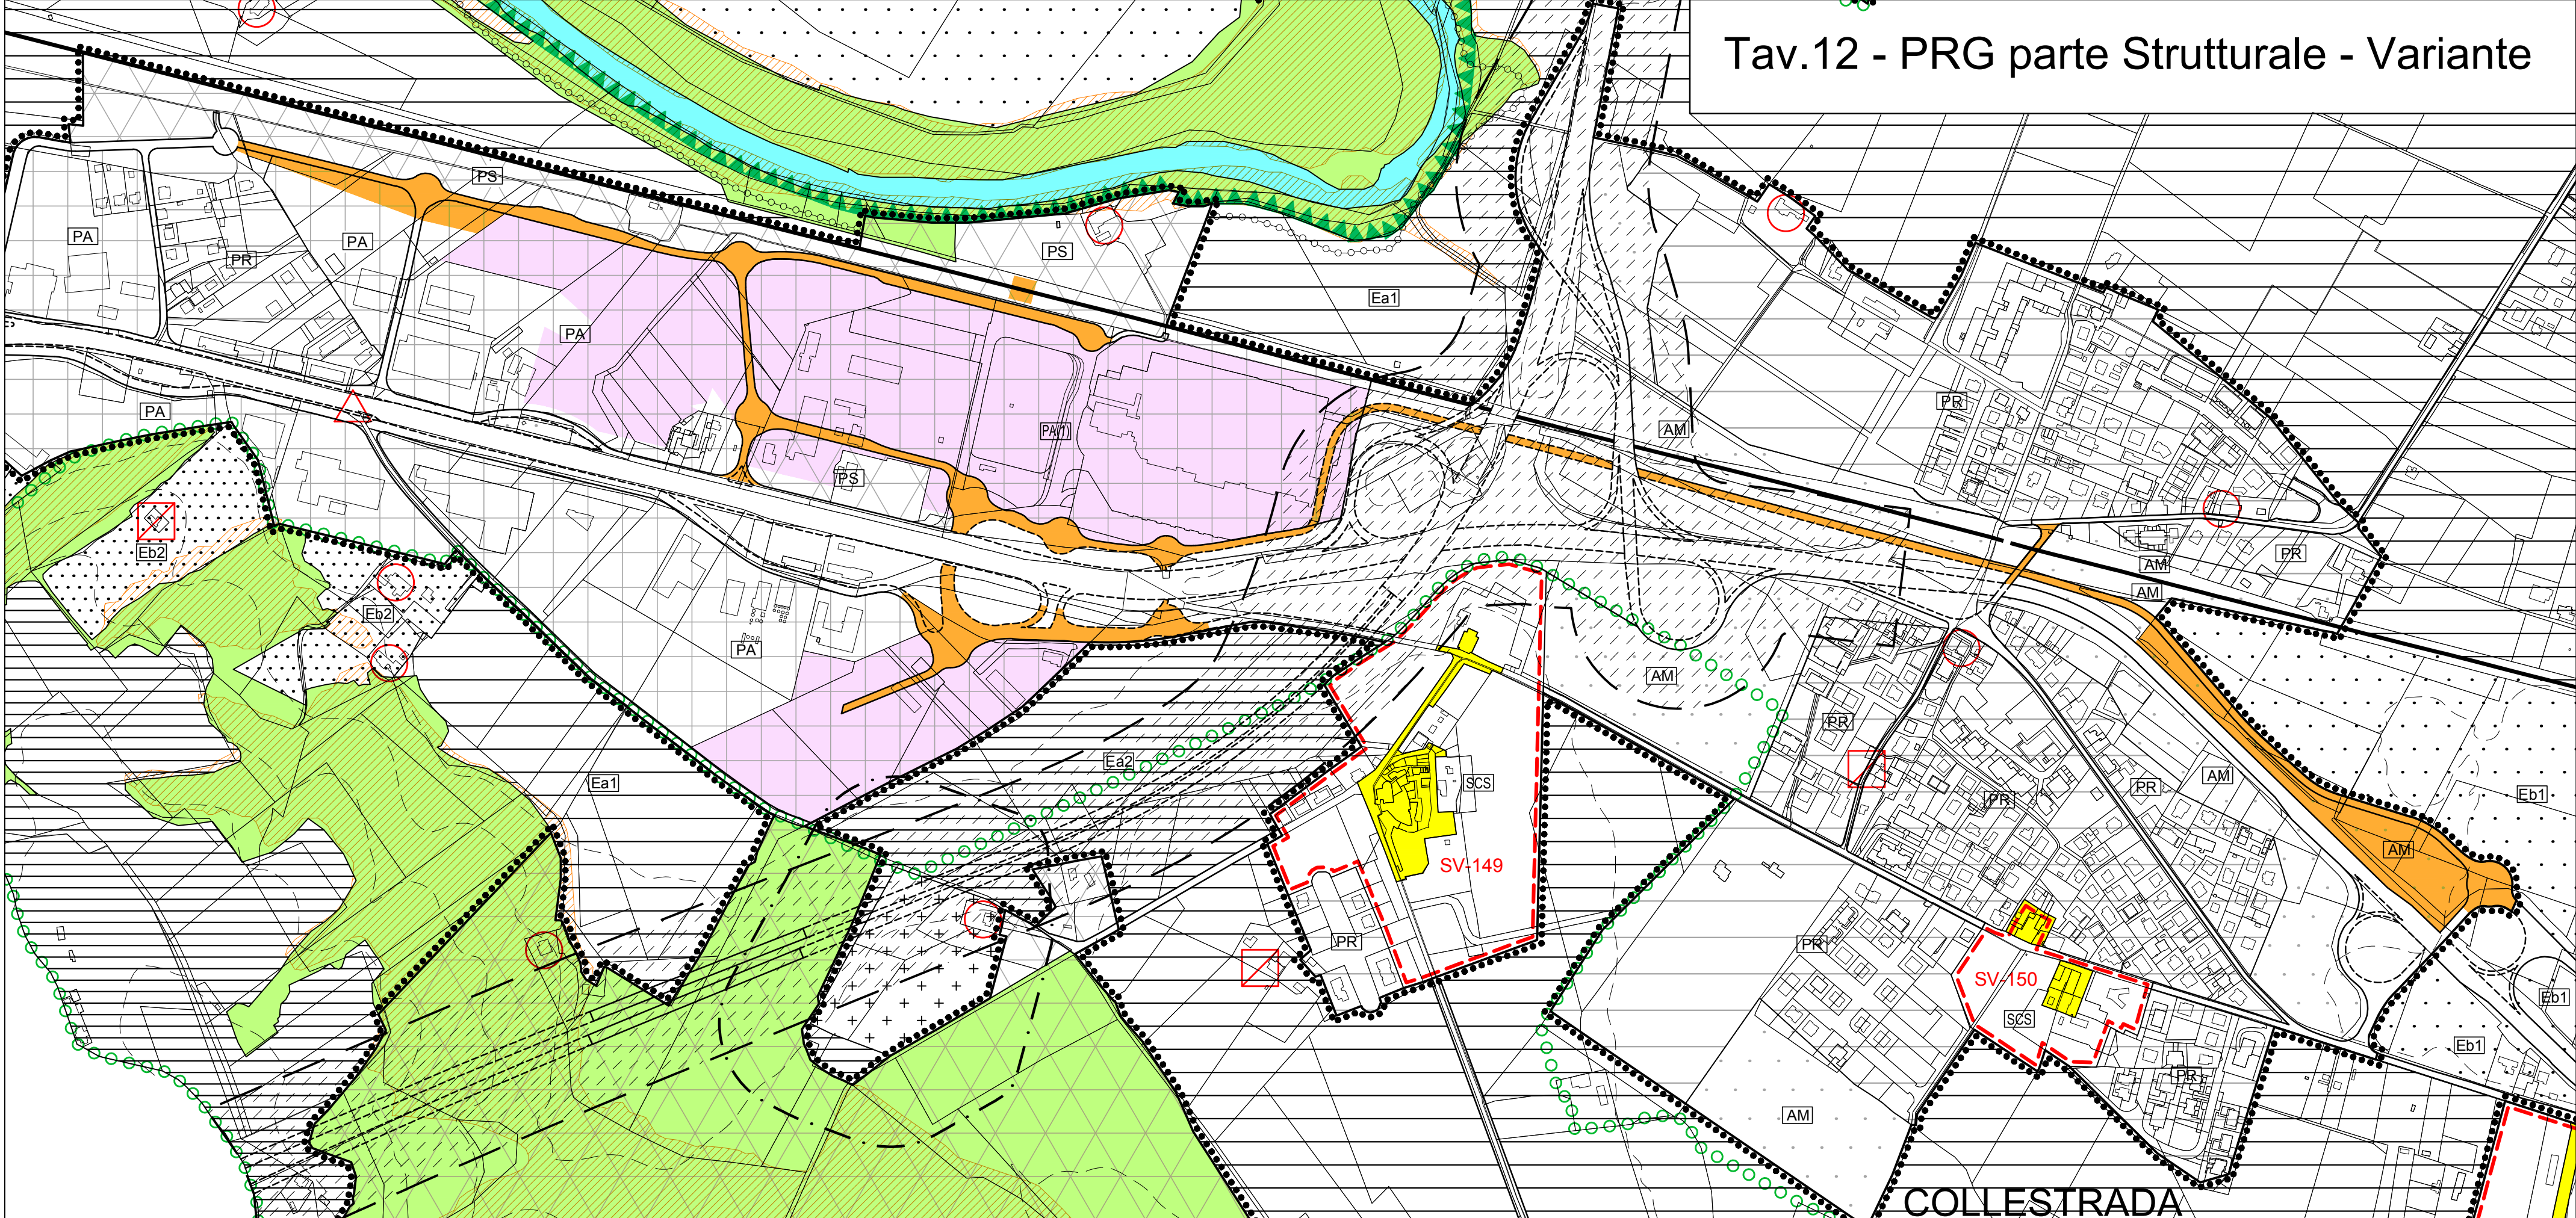 Tav.12 - PRG parte Strutturale - Variante
PS
PA
PR
PA
PS
Ea1
PA
PA
PA(1)
PR
AM
PS
Eb2
PR
AM
AM
Eb2
PA
AM
PR
Ea2
Ea1
SCS
PR
PR
AM
Eb1
AM
SV-149
PR
PR
SV-150
SCS
Eb1
Eb1
PR
AM
COLLESTRADA